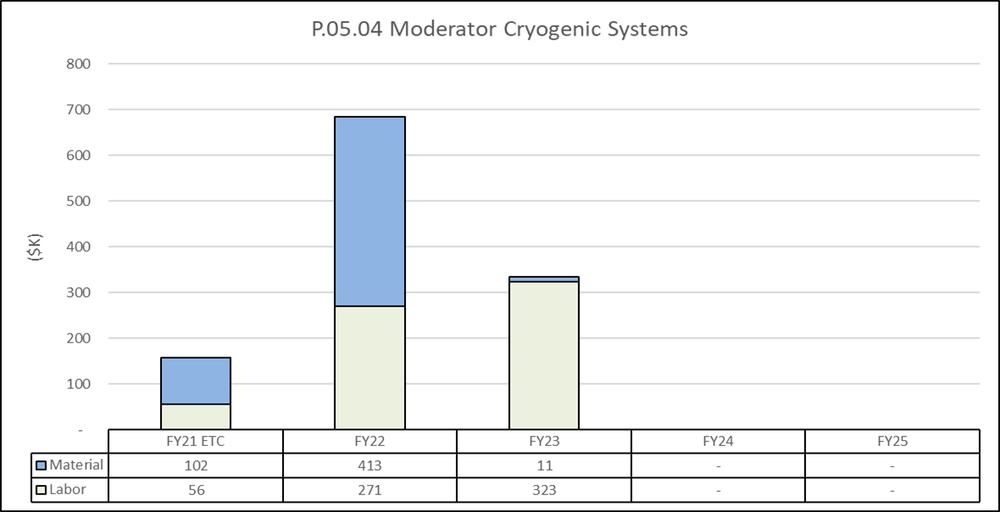 P.05.04 Moderator Cryogenic Systems
800
700
600
500
400
300
200
100
-
($K)
FY21 ETC FY22 FY23 FY24 FY25
Material 102 413 11 - -
Labor 56 271 323 - -